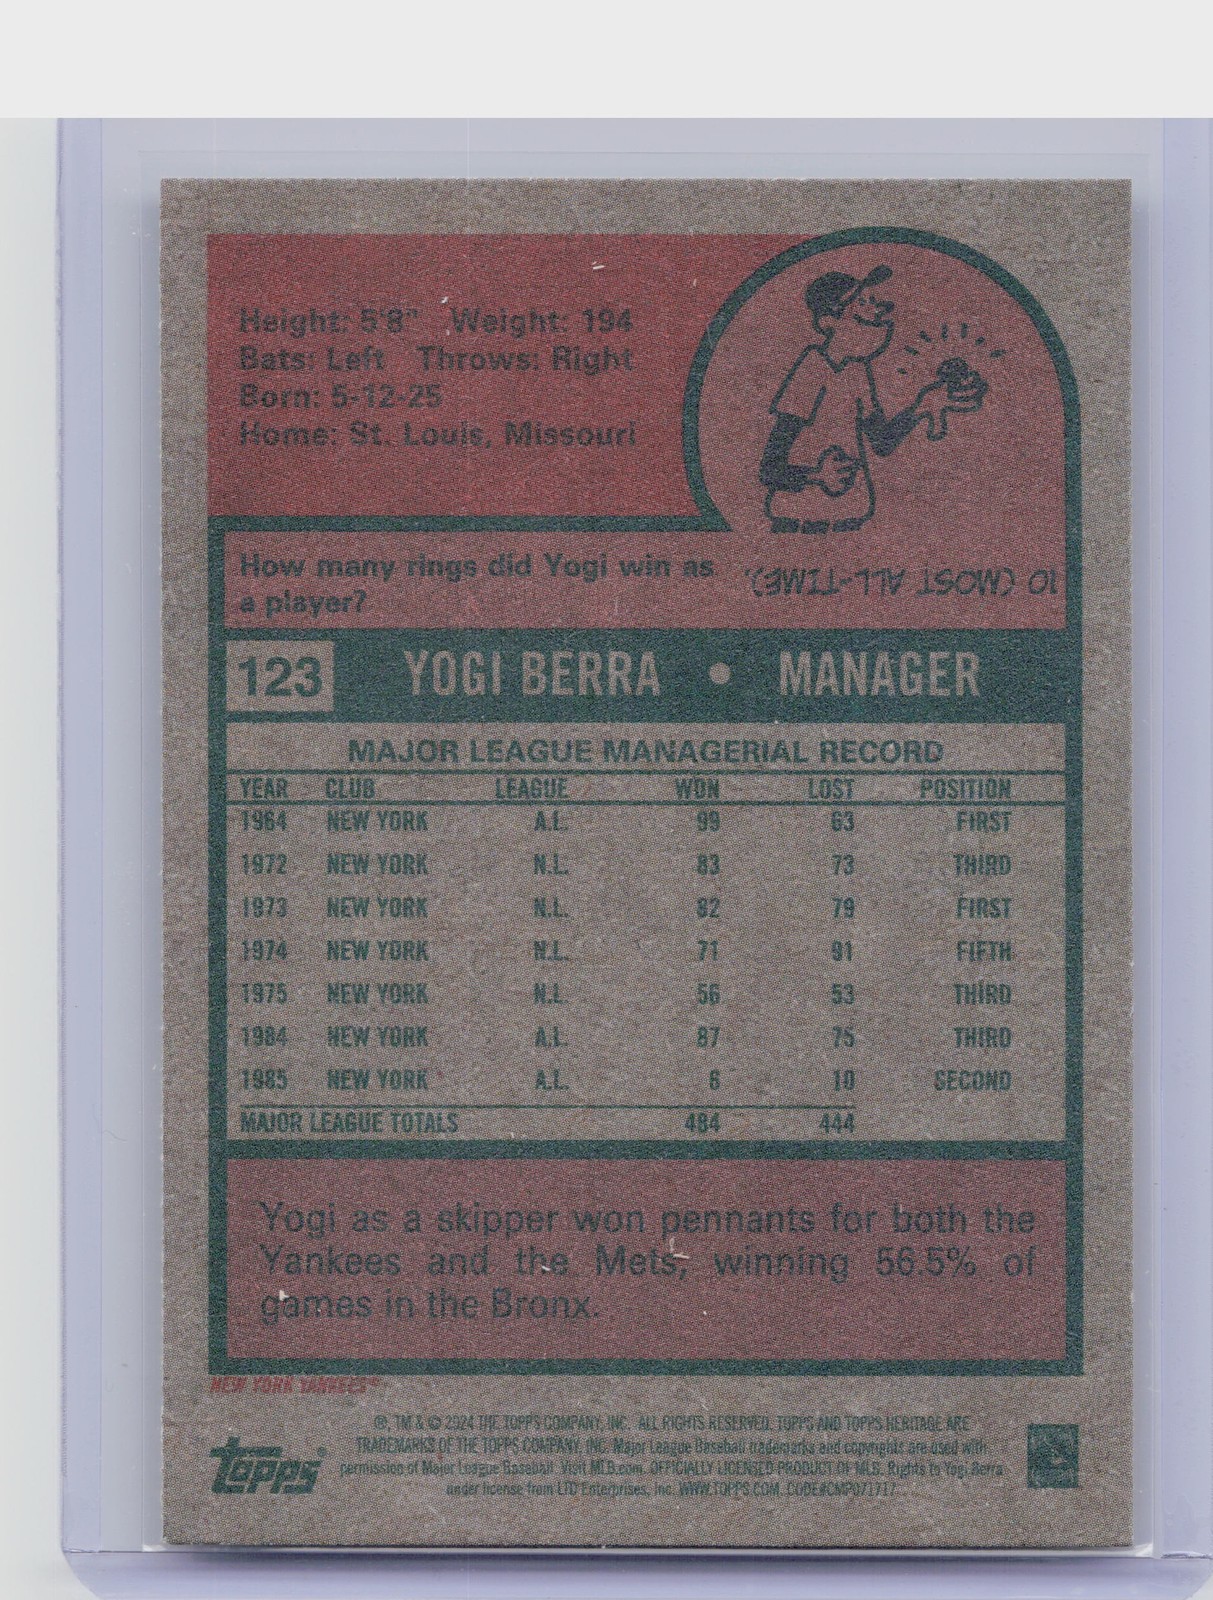 Height: 5'8" Weight: 194
Bats: Left Throws: Right
Born: 5-12-25
Home: St. Louis, Missouri
How many rings did Yogi win as
a player?
10 (MOST ALL-TIME).
123 YOGI BERRA • MANAGER
MAJOR LEAGUE MANAGERIAL RECORD
YEAR CLUB LEAGUE WON LOST POSITION
1964 NEW YORK A.L. 99 63 FIRST
1972 NEW YORK N.L. 83 73 THIRD
1973 NEW YORK N.L. 82 79 FIRST
1974 NEW YORK N.L. 71 91 FIFTH
1975 NEW YORK N.L. 56 53 THIRD
1984 NEW YORK A.L. 87 75 THIRD
1985 NEW YORK A.L. 6 10 SECOND
MAJOR LEAGUE TOTALS 484 444
Yogi as a skipper won pennants for both the
Yankees and the Mets, winning 56.5% of
games in the Bronx.
NEW YORK YANKEES
®, TM & © 2024 THE TOPPS COMPANY, INC. ALL RIGHTS RESERVED. TOPPS AND TOPPS HERITAGE ARE
TRADEMARKS OF THE TOPPS COMPANY, INC. Major League Baseball trademarks and copyrights are used with
permission of Major League Baseball. Visit MLB.com. OFFICIALLY LICENSED PRODUCT OF MLB. Rights to Yogi Berra
under license from LTD Enterprises, Inc. WWW.TOPPS.COM. CODE#CMP071717
topps®